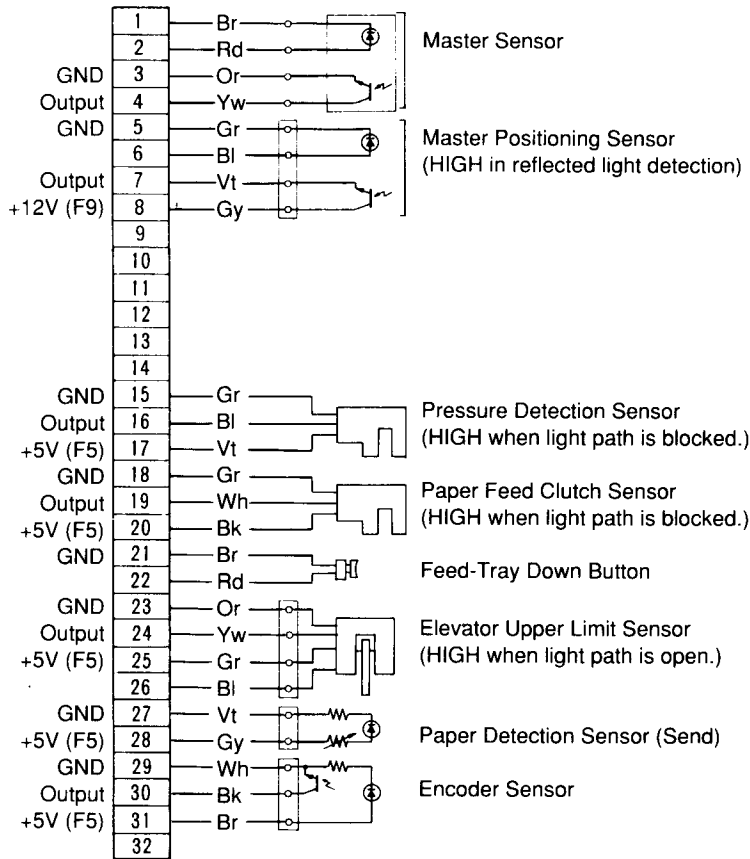 1 Br
2 Rd
Master Sensor
GND 3 Or
Output 4 Yw
GND 5 Gr
6 Bl
Master Positioning Sensor
(HIGH in reflected light detection)
Output 7 Vt
+12V (F9) 8 Gy
9
10
11
12
13
14
GND 15 Gr
Output 16 Bl
+5V (F5) 17 Vt
Pressure Detection Sensor
(HIGH when light path is blocked.)
GND 18 Gr
Output 19 Wh
+5V (F5) 20 Bk
Paper Feed Clutch Sensor
(HIGH when light path is blocked.)
GND 21 Br
22 Rd
Feed-Tray Down Button
GND 23 Or
Output 24 Yw
+5V (F5) 25 Gr
26 Bl
Elevator Upper Limit Sensor
(HIGH when light path is open.)
GND 27 Vt
+5V (F5) 28 Gy
Paper Detection Sensor (Send)
GND 29 Wh
Output 30 Bk
+5V (F5) 31 Br
Encoder Sensor
32